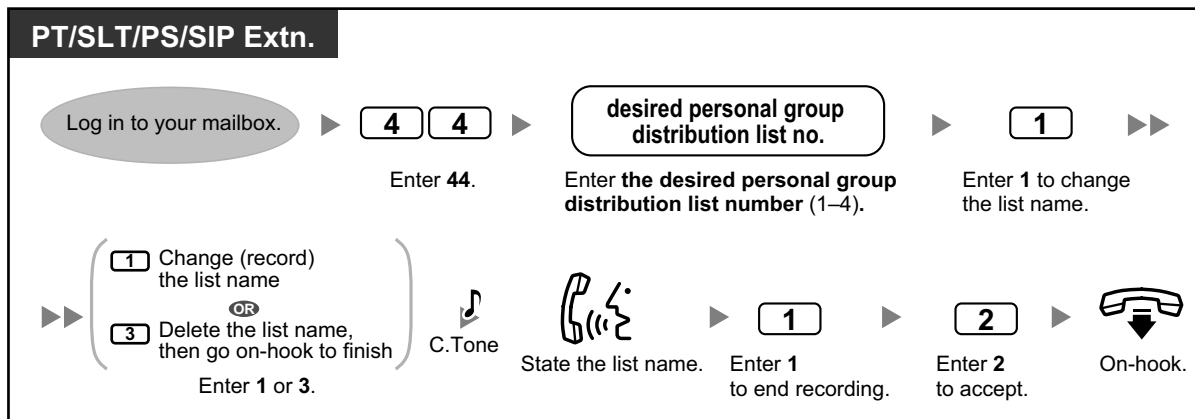 PT/SLT/PS/SIP Extn.
Log in to your mailbox.
4 4
Enter 44.
desired personal group
distribution list no.
Enter the desired personal group
distribution list number (1–4).
1
Enter 1 to change
the list name.
1 Change (record)
the list name
OR
3 Delete the list name,
then go on-hook to finish
Enter 1 or 3.
C.Tone
State the list name.
1
Enter 1
to end recording.
2
Enter 2
to accept.
On-hook.